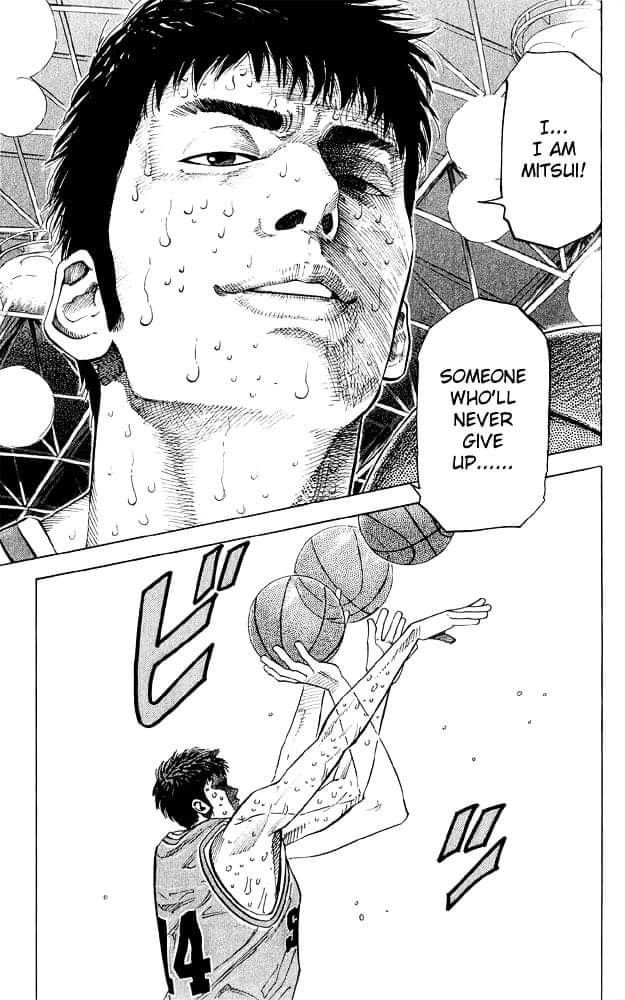 I...
I AM
MITSUI!
SOMEONE
WHO'LL
NEVER
GIVE
UP......
ビ
ッ
14
S